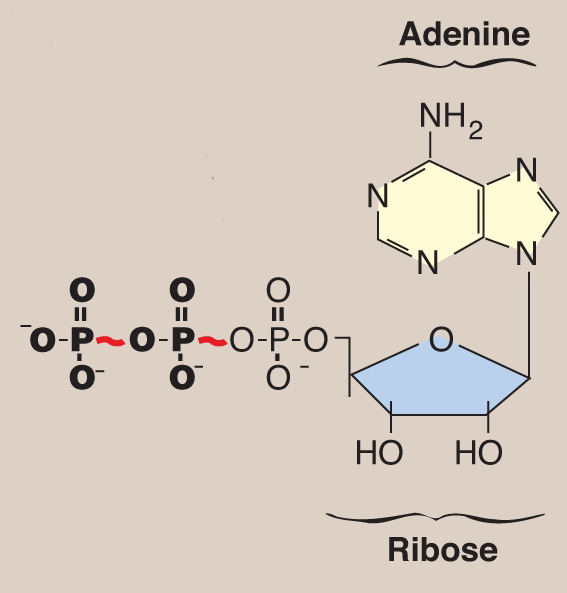 Adenine
NH2
N
N
N
N
O O O
-O-P~O-P~O-P-O
O
O- O- O-
HO HO
Ribose